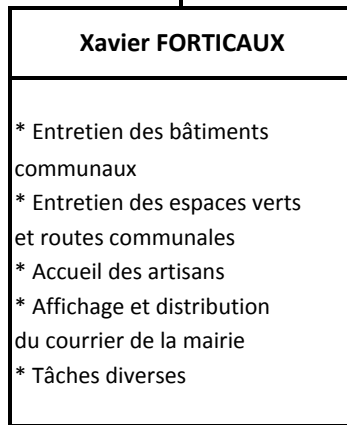 Xavier FORTICAUX
* Entretien des bâtiments
communaux
* Entretien des espaces verts
et routes communales
* Accueil des artisans
* Affichage et distribution
du courrier de la mairie
* Tâches diverses